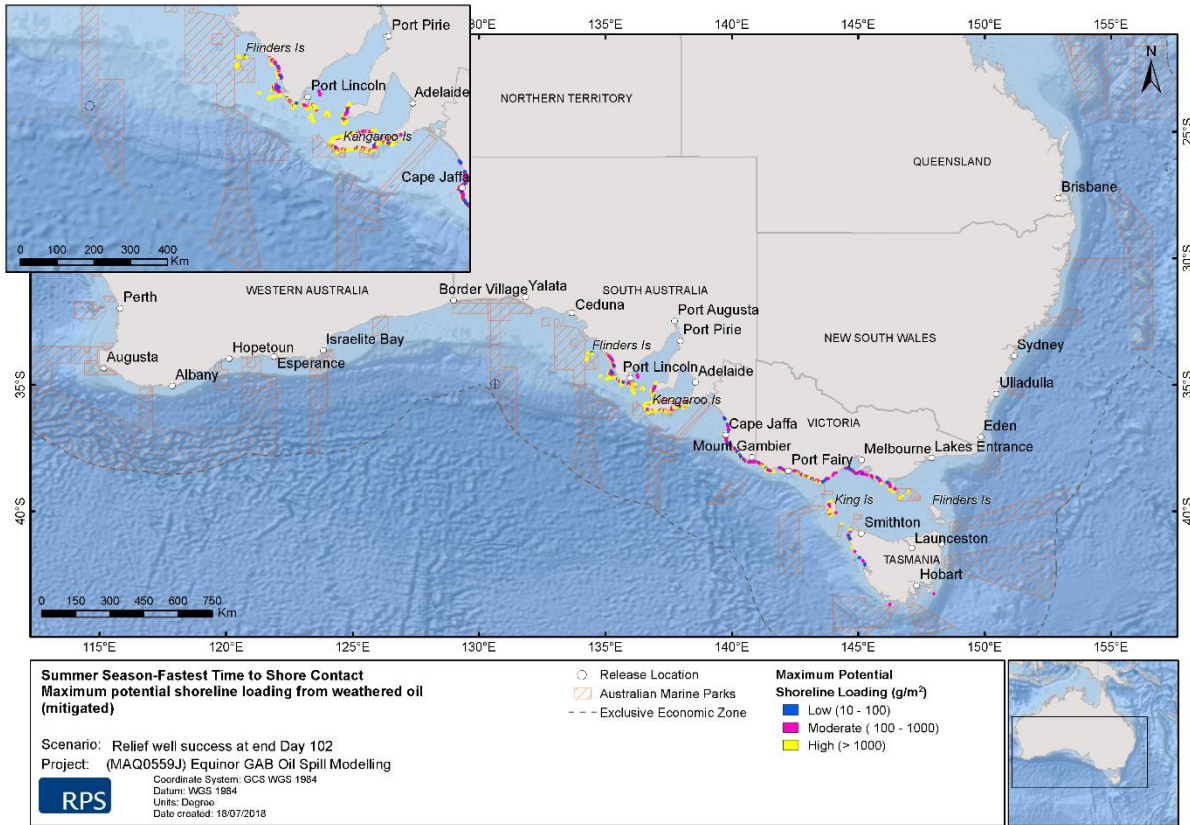 Port Pirie
Flinders Is
Port Lincoln
Adelaide
Kangaroo Is
Cape Jaffa
0 100 200 300 400
Km
130°E 135°E 140°E 145°E 150°E 155°E
N
NORTHERN TERRITORY
25°S
QUEENSLAND
Brisbane
30°S
WESTERN AUSTRALIA
Border Village
Yalata
SOUTH AUSTRALIA
Perth
Ceduna
Port Augusta
Port Pirie
NEW SOUTH WALES
Israelite Bay
Hopetoun
Flinders Is
Sydney
Augusta
Esperance
Port Lincoln
Adelaide
35°S
35°S
Albany
Kangaroo Is
Ulladulla
Cape Jaffa
VICTORIA
Eden
Mount Gambier
Melbourne
Lakes Entrance
Port Fairy
King Is
Flinders Is
40°S
40°S
Smithton
Launceston
TASMANIA
Hobart
0 150 300 450 600 750
Km
115°E 120°E 125°E 130°E 135°E 140°E 145°E 150°E 155°E
Summer Season-Fastest Time to Shore Contact
Maximum potential shoreline loading from weathered oil
(mitigated)
Scenario: Relief well success at end Day 102
Project: (MAQ0559J) Equinor GAB Oil Spill Modelling
RPS
Coordinate System: GCS WGS 1984
Datum: WGS 1984
Units: Degree
Date created: 18/07/2018
Release Location
Australian Marine Parks
Exclusive Economic Zone
Maximum Potential
Shoreline Loading (g/m²)
Low (10 - 100)
Moderate ( 100 - 1000)
High (> 1000)